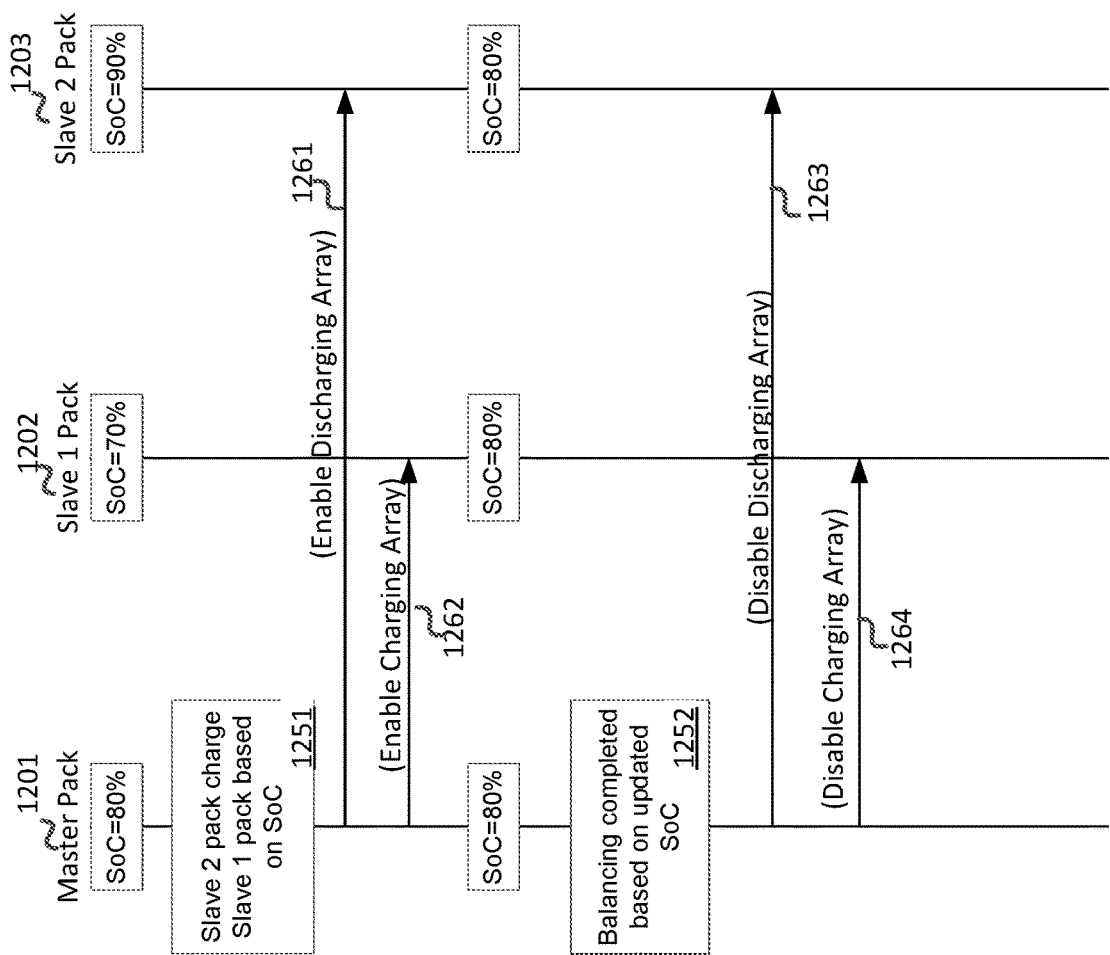 1201
Master Pack
1202
Slave 1 Pack
1203
Slave 2 Pack
SoC=80%
SoC=70%
SoC=90%
Slave 2 pack charge
Slave 1 pack based
on SoC
1251
(Enable Discharging Array)
1261
(Enable Charging Array)
1262
SoC=80%
SoC=80%
SoC=80%
Balancing completed
based on updated
SoC
1252
(Disable Discharging Array)
1263
(Disable Charging Array)
1264